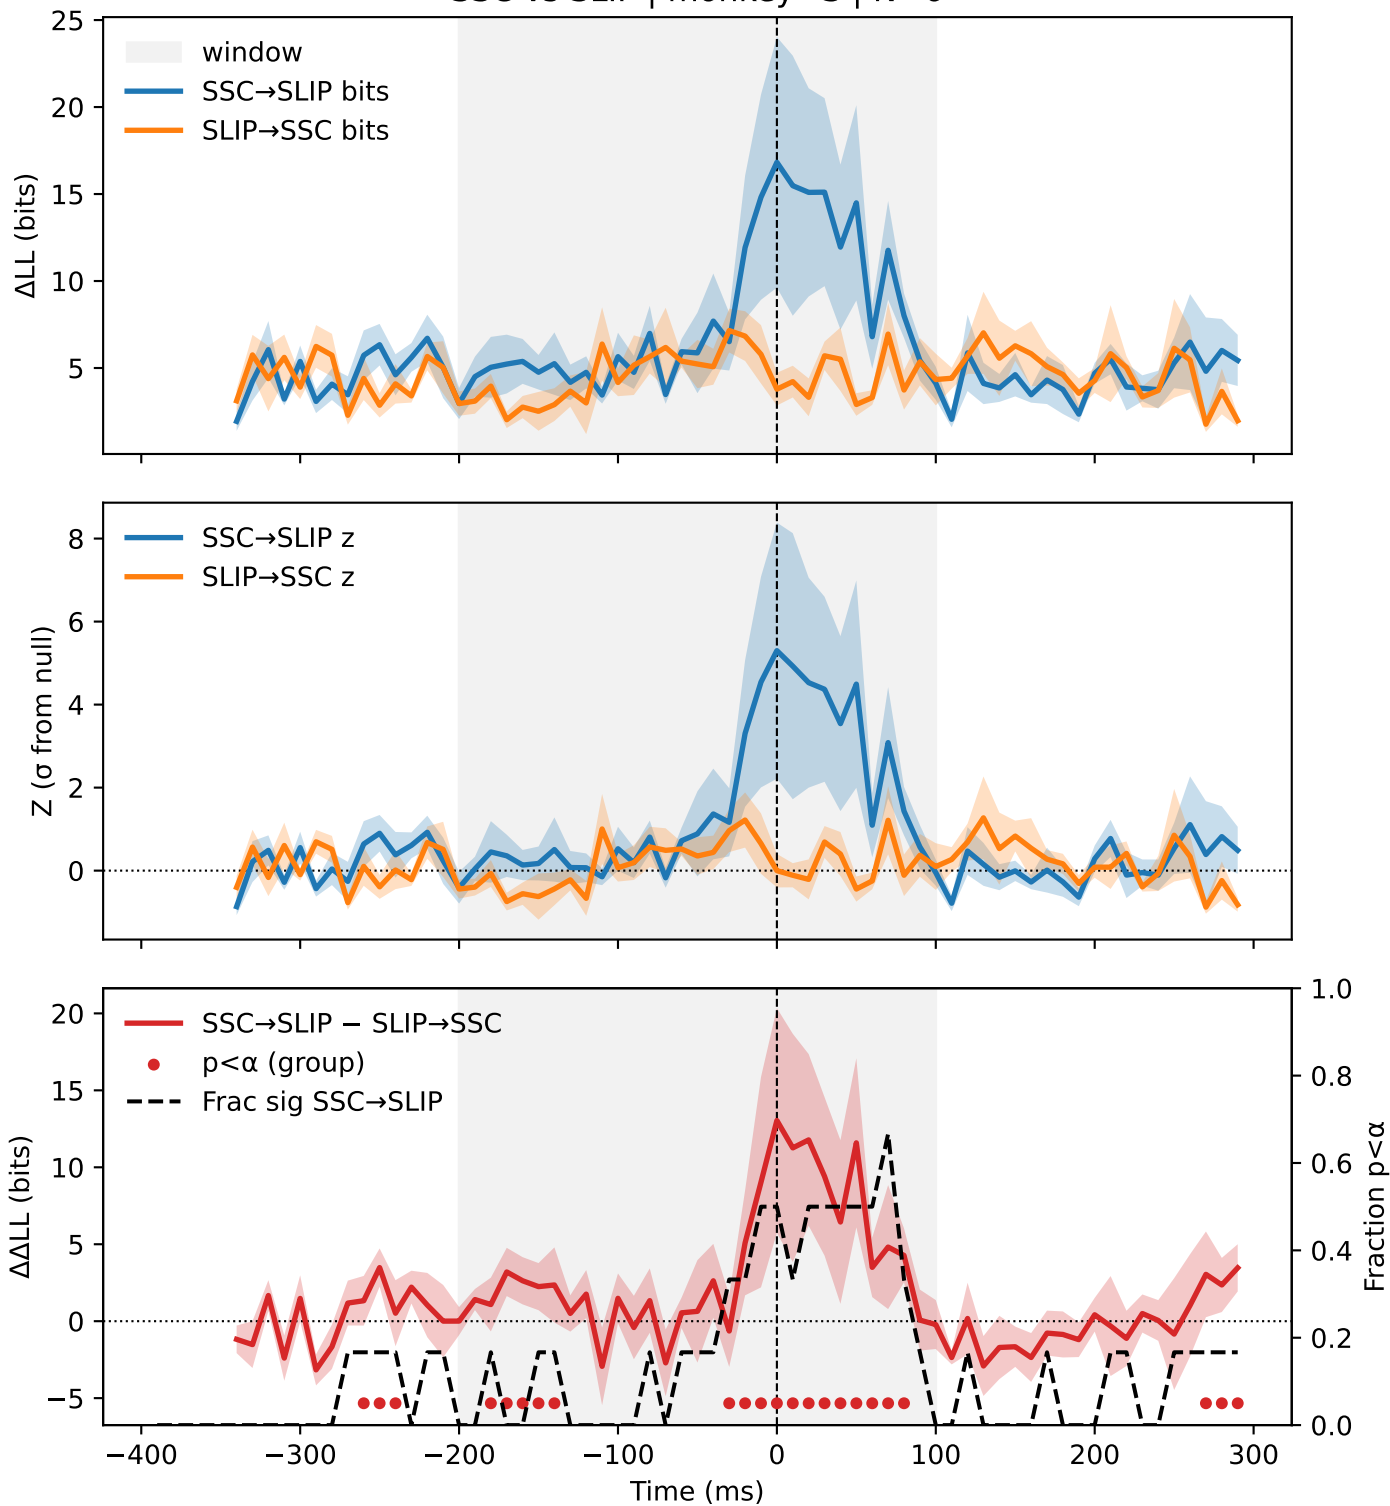 25
20
15
10
5
ΔLL (bits)
window
SSC→SLIP bits
SLIP→SSC bits
8
6
4
2
0
Z (σ from null)
SSC→SLIP z
SLIP→SSC z
20
15
10
5
0
−5
ΔΔLL (bits)
SSC→SLIP − SLIP→SSC
p<α (group)
Frac sig SSC→SLIP
1.0
0.8
0.6
0.4
0.2
0.0
Fraction p<α
−400 −300 −200 −100 0 100 200 300
Time (ms)